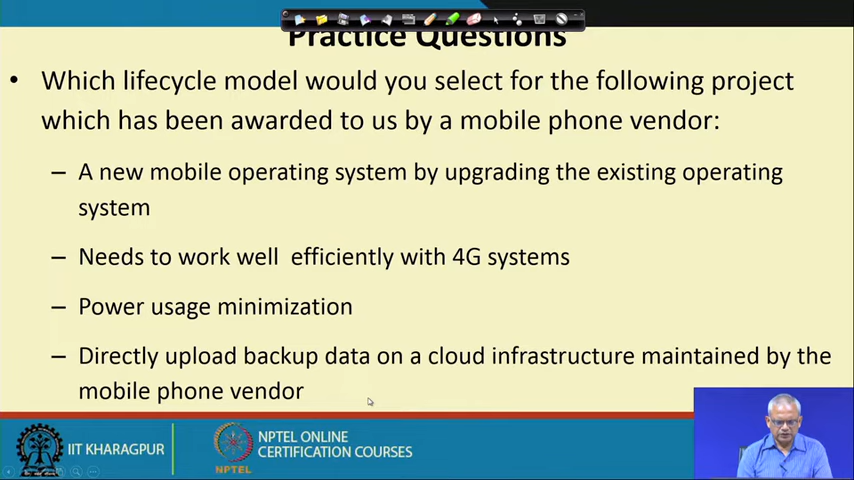 Practice Questions
• Which lifecycle model would you select for the following project
which has been awarded to us by a mobile phone vendor:
– A new mobile operating system by upgrading the existing operating
system
– Needs to work well  efficiently with 4G systems
– Power usage minimization
– Directly upload backup data on a cloud infrastructure maintained by the
mobile phone vendor
IIT KHARAGPUR
NPTEL
NPTEL ONLINE
CERTIFICATION COURSES